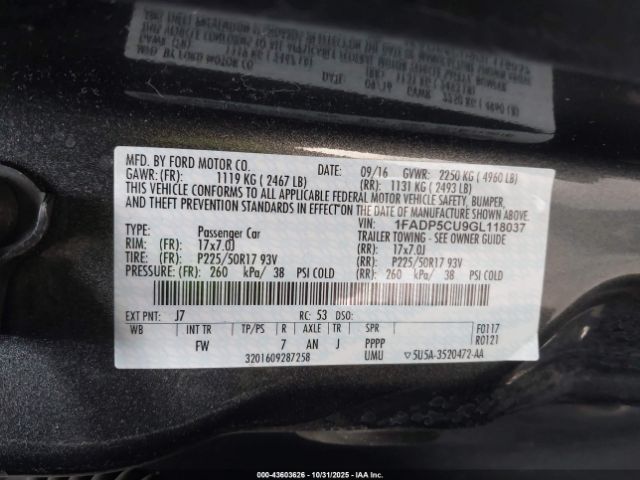 MFD. BY FORD MOTOR CO. DATE: 09/16 GVWR: 2250 KG ( 4960 LB)
GAWR: (FR): 1119 KG ( 2467 LB) (RR): 1131 KG ( 2493 LB)
THIS VEHICLE CONFORMS TO ALL APPLICABLE FEDERAL MOTOR VEHICLE SAFETY, BUMPER,
AND THEFT PREVENTION STANDARDS IN EFFECT ON THE DATE OF MANUFACTURE SHOWN ABOVE.
VIN: 1FADP5CU9GL118037
TYPE: Passenger Car TRAILER TOWING - SEE OWNER GUIDE
RIM: (FR): 17x7.0J (RR): 17x7.0J
TIRE: (FR): P225/50R17 93V (RR): P225/50R17 93V
PRESSURE: (FR): 260 kPa/ 38 PSI COLD (RR): 260 kPa/ 38 PSI COLD
EXT PNT: J7 RC: 53 DSO:
WB INT TR TP/PS R AXLE TR SPR F0117
R0121
FW 7 AN J PPPP
3201609287258 UMU 5U5A-3520472-AA
00-43603626 - 10/31/2025 - IAA Inc.